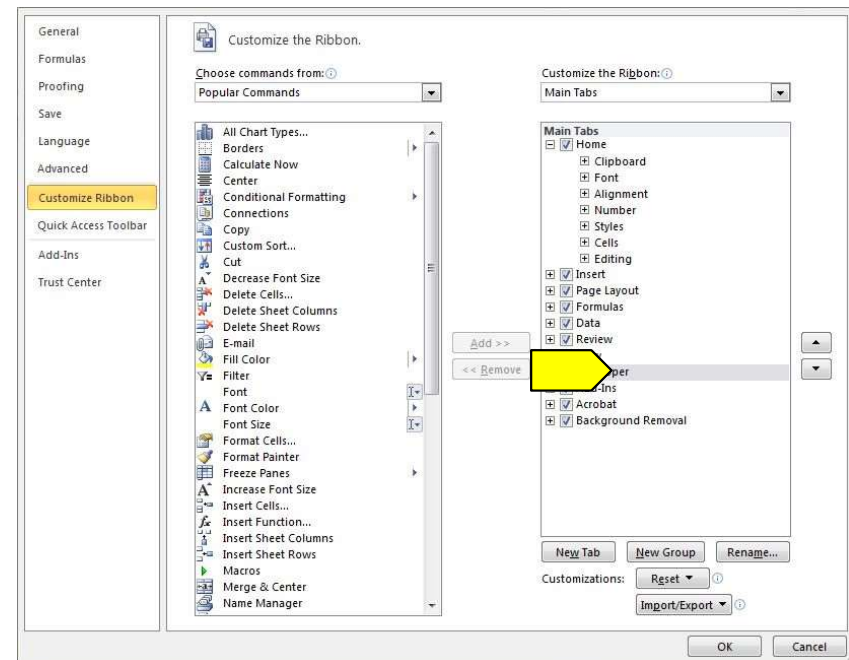 General
Formulas
Proofing
Save
Language
Advanced
Customize Ribbon
Quick Access Toolbar
Add-Ins
Trust Center
Customize the Ribbon.
Choose commands from:
Popular Commands
All Chart Types...
Borders
Calculate Now
Center
Conditional Formatting
Connections
Copy
Custom Sort...
Cut
Decrease Font Size
Delete Cells...
Delete Sheet Columns
Delete Sheet Rows
E-mail
Fill Color
Filter
Font
Font Color
Font Size
Format Cells...
Format Painter
Freeze Panes
Increase Font Size
Insert Cells...
Insert Function...
Insert Sheet Columns
Insert Sheet Rows
Macros
Merge & Center
Name Manager
Add >>
<< Remove
Customize the Ribbon:
Main Tabs
Main Tabs
Home
Clipboard
Font
Alignment
Number
Styles
Cells
Editing
Insert
Page Layout
Formulas
Data
Review
Acrobat
Background Removal
New Tab New Group Rename...
Customizations: Reset
Import/Export
OK Cancel